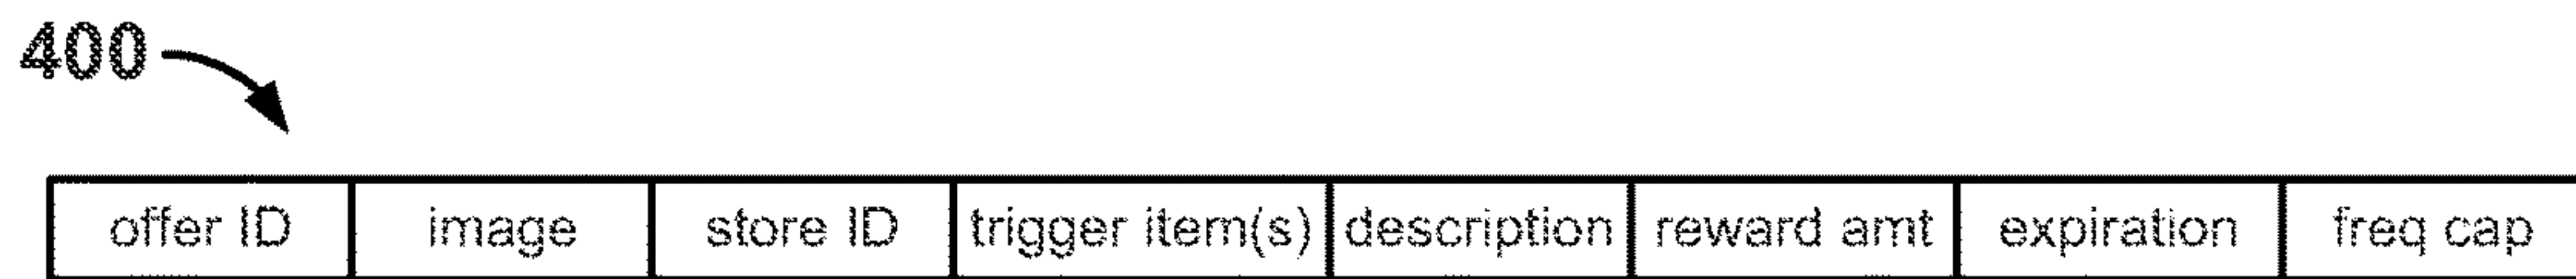 400
offer ID image store ID trigger item(s) description reward amt expiration freq cap